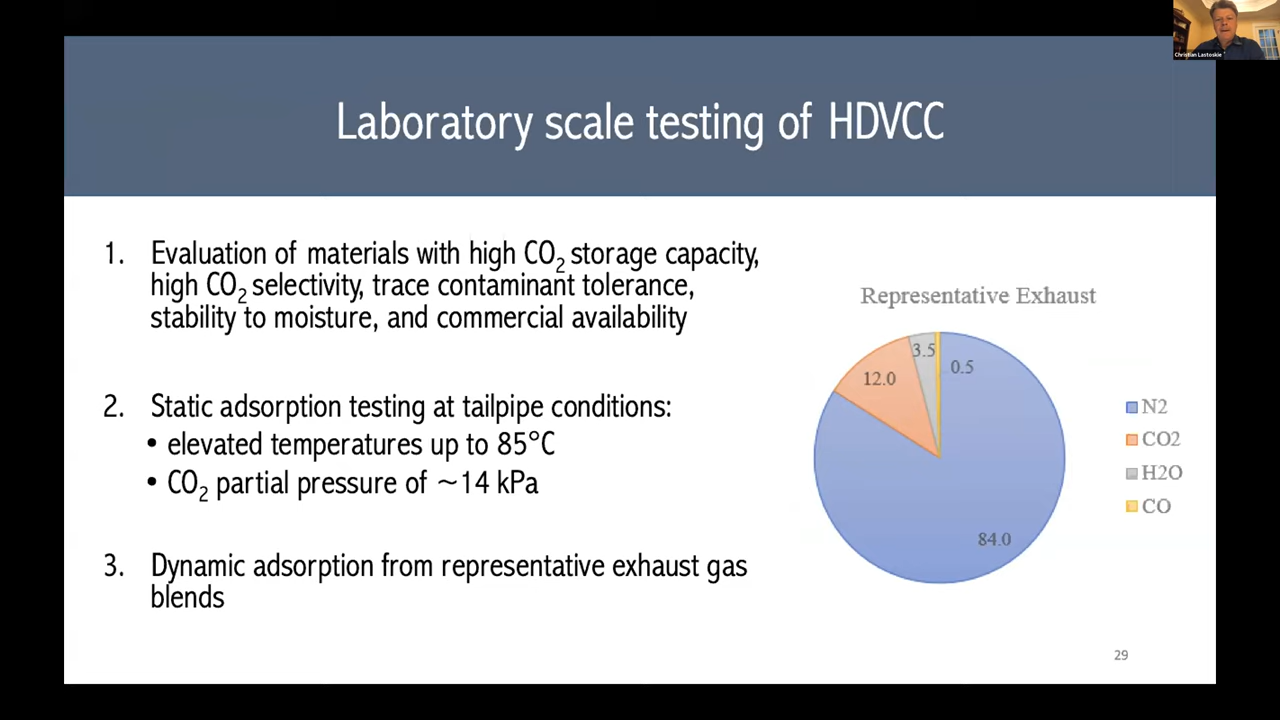 Christian Lastoskie
Laboratory scale testing of HDVCC
1. Evaluation of materials with high CO2 storage capacity,
high CO2 selectivity, trace contaminant tolerance,
stability to moisture, and commercial availability
2. Static adsorption testing at tailpipe conditions:
• elevated temperatures up to 85°C
• CO2 partial pressure of ~14 kPa
3. Dynamic adsorption from representative exhaust gas
blends
Representative Exhaust
3.5
0.5
12.0
84.0
N2
CO2
H2O
CO
29